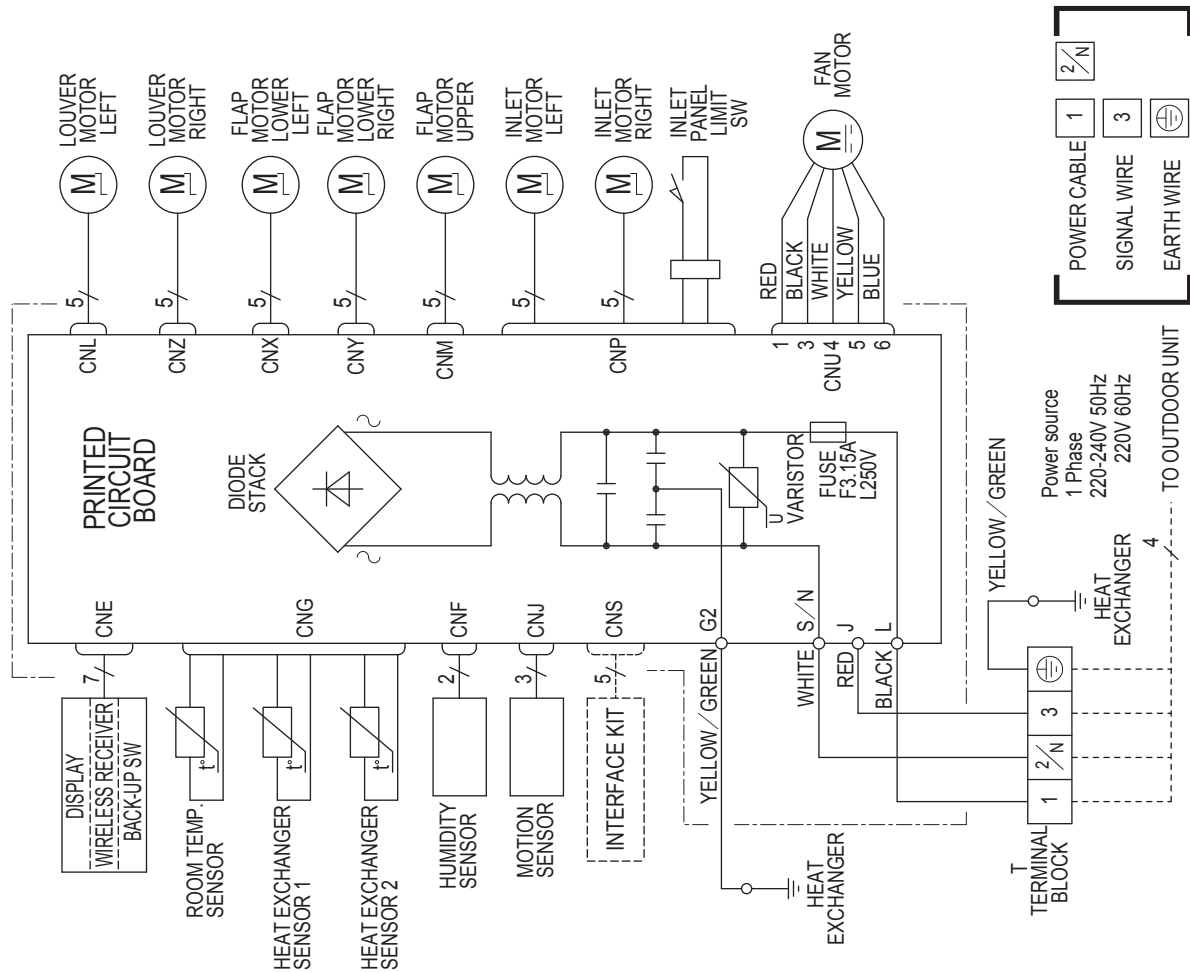 PRINTED
CIRCUIT
BOARD
DIODE
STACK
LOUVER
MOTOR
LEFT
LOUVER
MOTOR
RIGHT
FLAP
MOTOR
LOWER
LEFT
FLAP
MOTOR
LOWER
RIGHT
FLAP
MOTOR
UPPER
INLET
MOTOR
LEFT
INLET
MOTOR
RIGHT
INLET
PANEL
LIMIT
SW
FAN
MOTOR
M
M
M
M
M
M
M
M
5
5
5
5
5
5
5
CNL
CNZ
CNX
CNY
CNM
CNP
CNU
RED
BLACK
WHITE
YELLOW
BLUE
1
3
4
5
6
CNE
CNG
CNF
CNJ
CNS
G2
S/N
J
L
7
2
3
5
DISPLAY
WIRELESS RECEIVER
BACK-UP SW
ROOM TEMP.
SENSOR
t°
HEAT EXCHANGER
SENSOR 1
t°
HEAT EXCHANGER
SENSOR 2
t°
HUMIDITY
SENSOR
MOTION
SENSOR
INTERFACE KIT
U
VARISTOR
FUSE
F3.15A
L250V
YELLOW/GREEN
WHITE
RED
BLACK
HEAT
EXCHANGER
T
TERMINAL
BLOCK
1
2/N
3
YELLOW/GREEN
HEAT
EXCHANGER
4
TO OUTDOOR UNIT
Power source
1 Phase
220-240V 50Hz
220V 60Hz
POWER CABLE 1 2/N
SIGNAL WIRE 3
EARTH WIRE